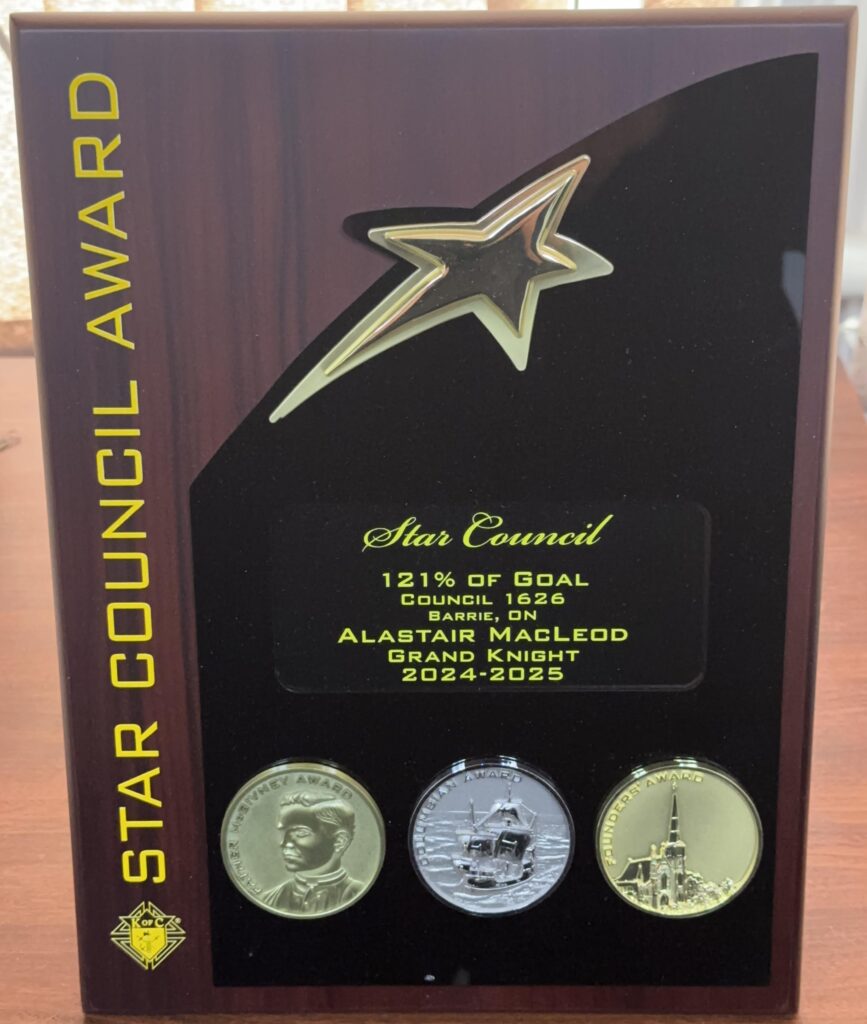 STAR COUNCIL AWARD
Star Council
121% OF GOAL
COUNCIL 1626
BARRIE, ON
ALASTAIR MACLEOD
GRAND KNIGHT
2024-2025
FATHER McGIVNEY AWARD
COLUMBIAN AWARD
FOUNDERS' AWARD
K OF C ®